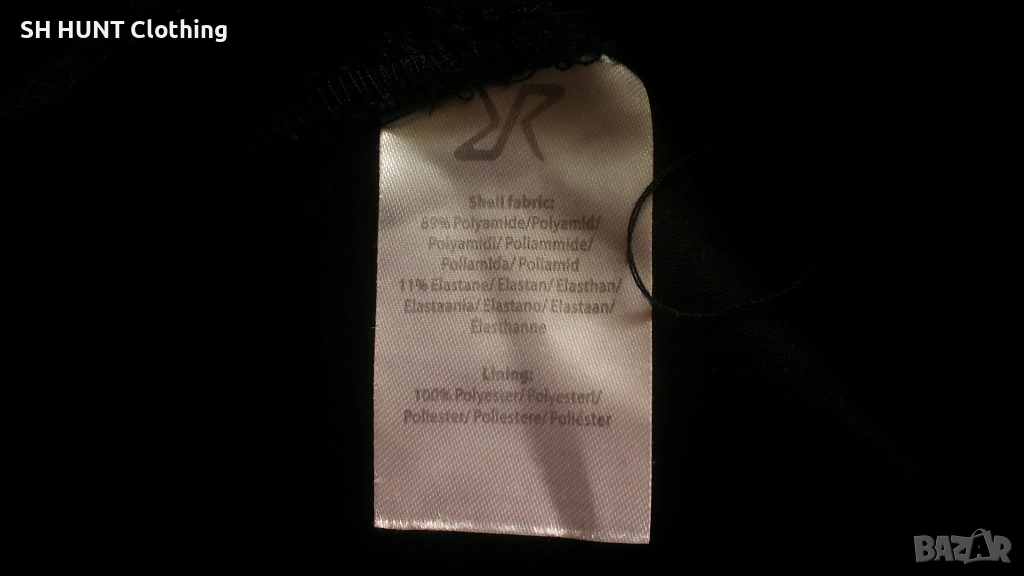 SH HUNT Clothing
Shell fabric:
89% Polyamide/Polyamid/
Polyamidi/ Poliammide/
Poliamida/ Poliamid
11% Elastane/ Elastan/ Elasthan/
Elastaania/ Elastano/ Elastaan/
Elasthanne
Lining:
100% Polyester/ Polyesteri/
Poliester/ Poliestere/ Poliéster
BAZAR